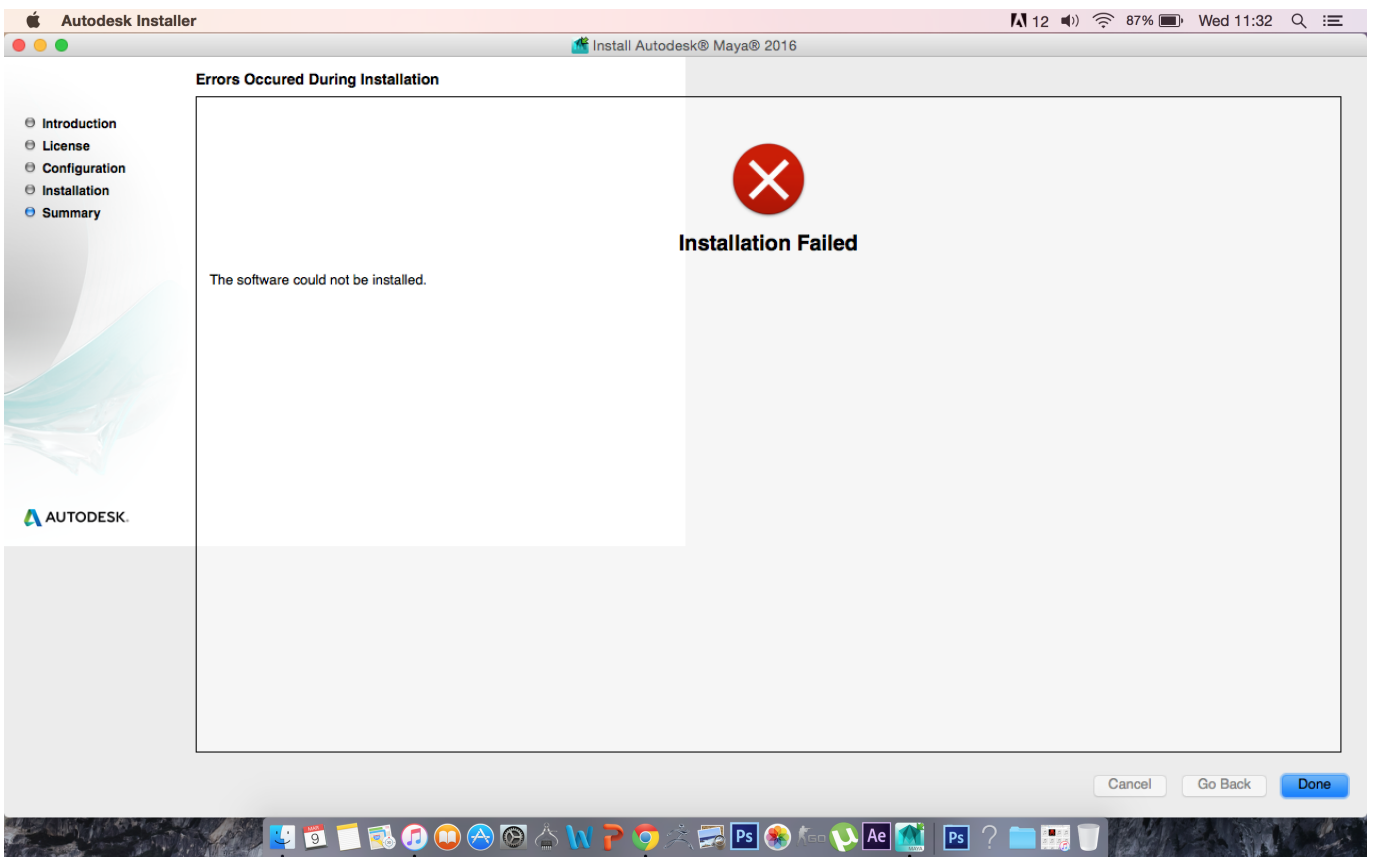 Autodesk Installer 12 87% Wed 11:32
Install Autodesk® Maya® 2016
Errors Occured During Installation
Introduction
License
Configuration
Installation
Summary
Installation Failed
The software could not be installed.
AUTODESK.
Cancel Go Back Done
9 W P Ps Ae MAYA Ps ?